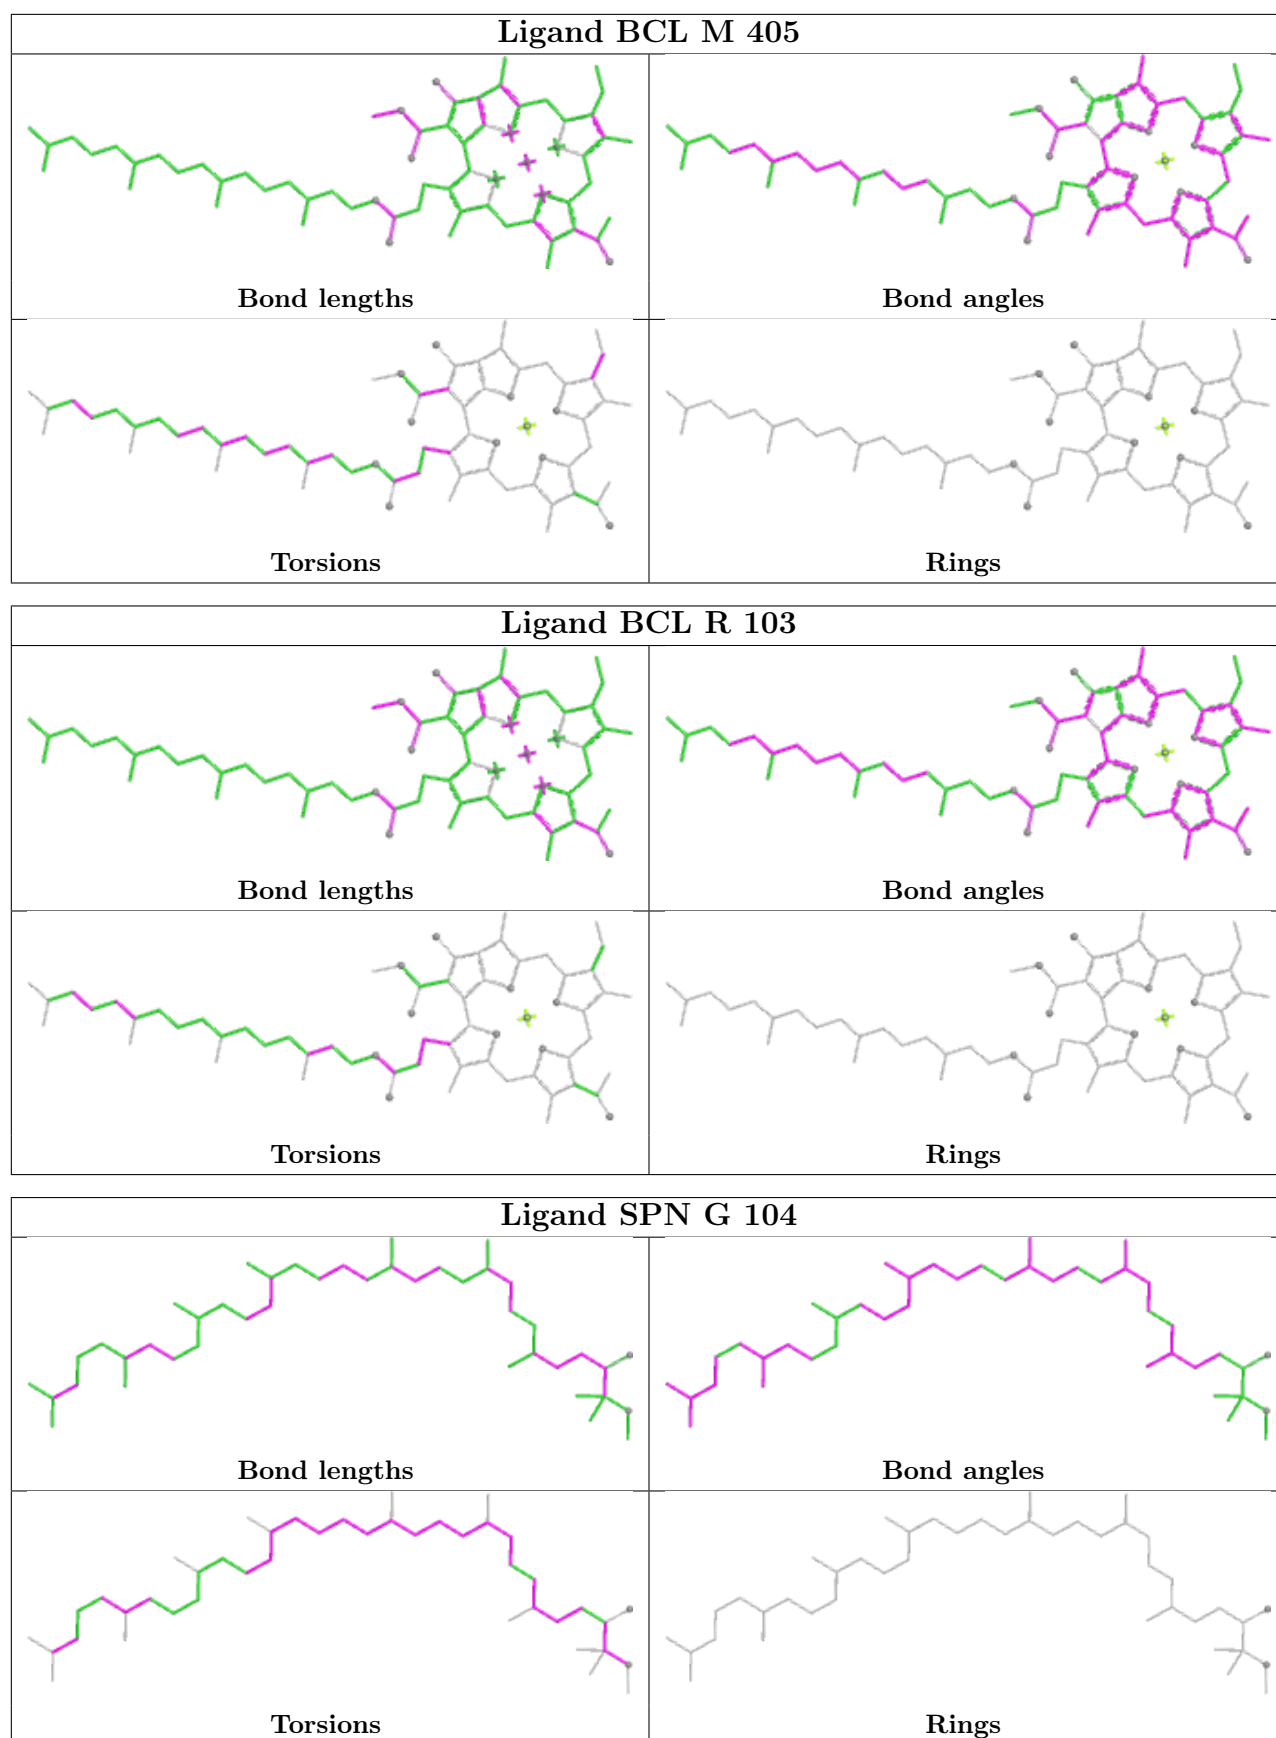 Ligand BCL M 405
Bond lengths
Bond angles
Torsions
Rings
Ligand BCL R 103
Bond lengths
Bond angles
Torsions
Rings
Ligand SPN G 104
Bond lengths
Bond angles
Torsions
Rings